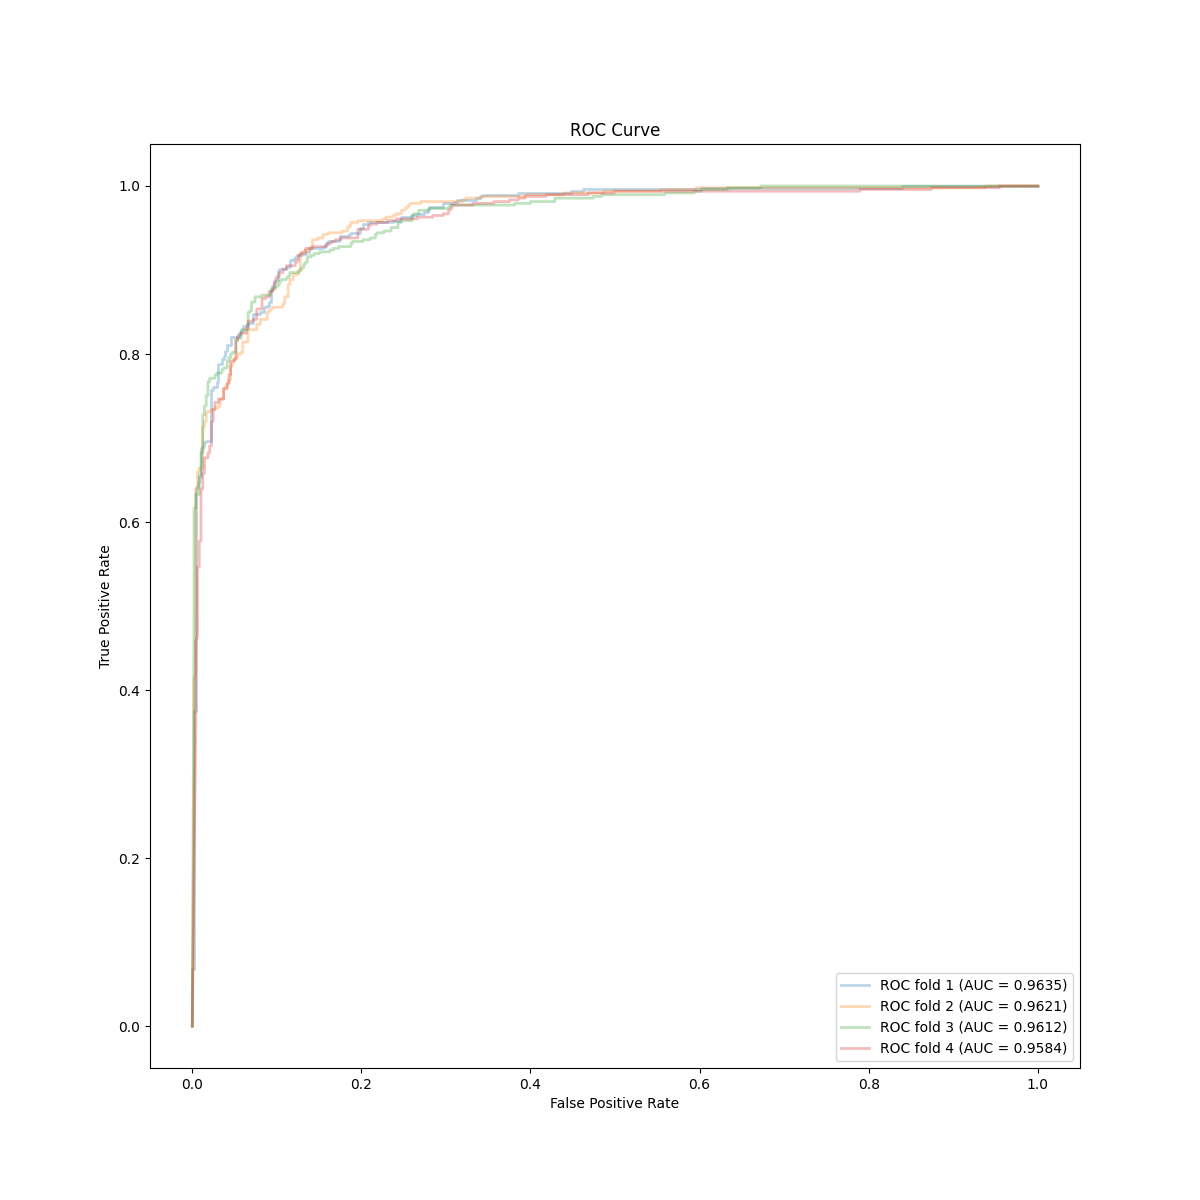 ROC Curve
True Positive Rate
1.0
0.8
0.6
0.4
0.2
0.0
0.0 0.2 0.4 0.6 0.8 1.0
False Positive Rate
ROC fold 1 (AUC = 0.9635)
ROC fold 2 (AUC = 0.9621)
ROC fold 3 (AUC = 0.9612)
ROC fold 4 (AUC = 0.9584)